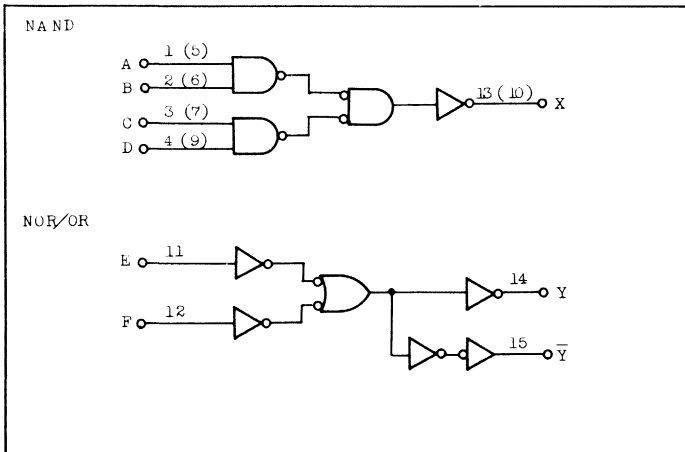 NAND
A 1 (5)
B 2 (6)
C 3 (7)
D 4 (9)
13 (10) X
NOR/OR
E 11
F 12
14 Y
15 Y̅